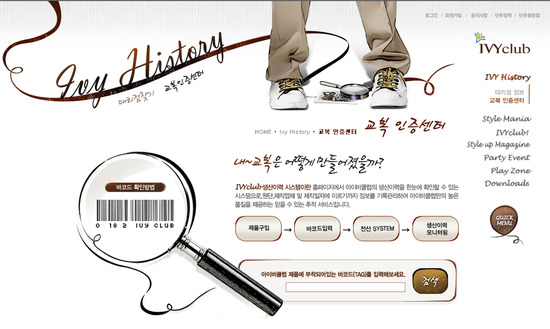 로그인 | 회원가입 | 공지사항 | 단추정책 | 단추활용법
Ivy History
대리점찾기 교복인증센터
IVYclub
IVY History
대리점 정보
교복 인증센터
Style Mania
IVYclub!
Style up Magazine
Party Event
Play Zone
Downloads
QUICK MENU
교복 인증센터
HOME • Ivy History • 교복 인증센터
내~교복은 어떻게 만들어졌을까?
IVYclub생산이력 시스템이란 홈페이지에서 아이비클럽의 생산이력을 한눈에 확인할 수 있는
시스템으로, 원단,제작업체 및 제작일자에 이르기까지 정보를 기록관리하여 아이비클럽만의 높은
품질을 제공하는 믿을 수 있는 추적 서비스입니다.
제품구입 → 바코드입력 → 전산 SYSTEM → 생산이력 모니터링
바코드 확인방법
0 18 2 IVY CLUB
아이비클럽 제품에 부착되어있는 바코드(TAG)를 입력해보세요.
검색